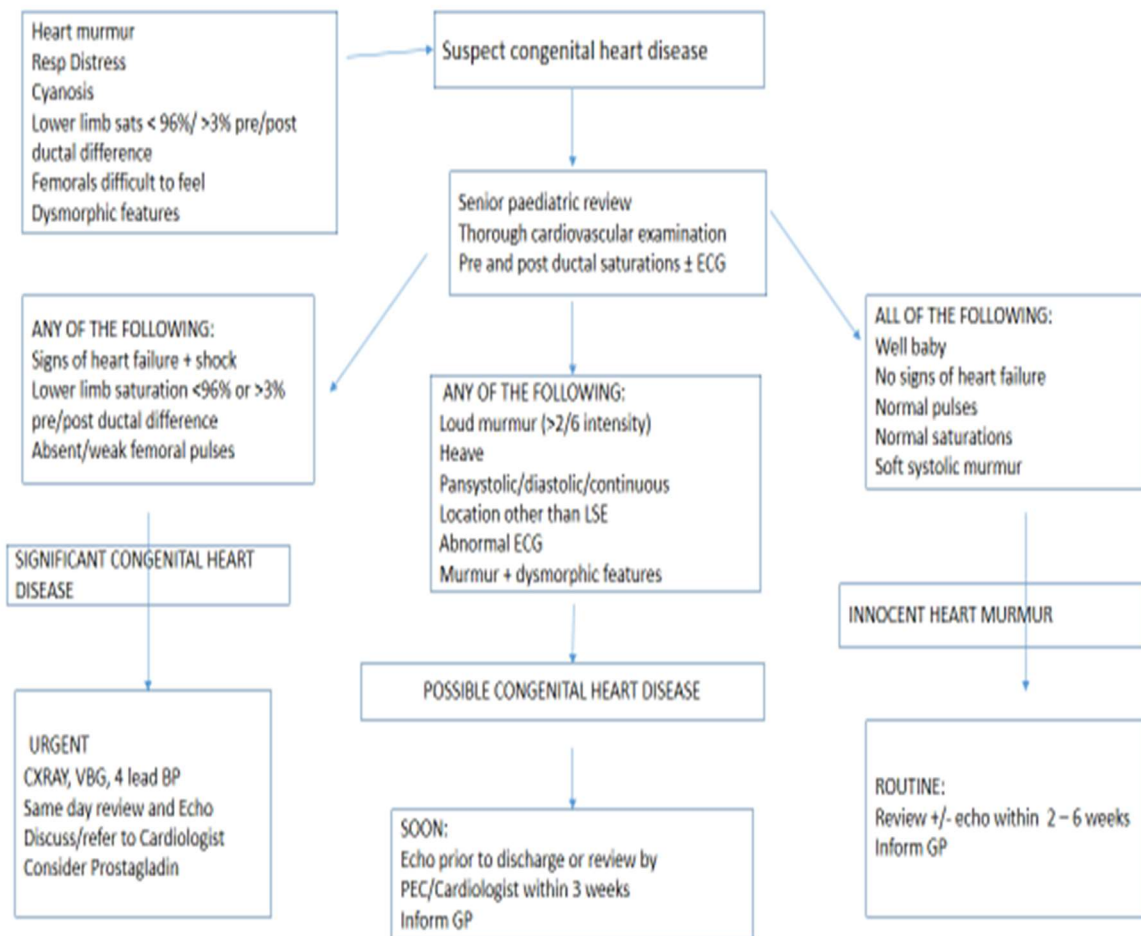 Heart murmur
Resp Distress
Cyanosis
Lower limb sats < 96%/ >3% pre/post
ductal difference
Femorals difficult to feel
Dysmorphic features
Suspect congenital heart disease
Senior paediatric review
Thorough cardiovascular examination
Pre and post ductal saturations ± ECG
ANY OF THE FOLLOWING:
Signs of heart failure + shock
Lower limb saturation <96% or >3%
pre/post ductal difference
Absent/weak femoral pulses
SIGNIFICANT CONGENITAL HEART
DISEASE
URGENT
CXRAY, VBG, 4 lead BP
Same day review and Echo
Discuss/refer to Cardiologist
Consider Prostagladin
ANY OF THE FOLLOWING:
Loud murmur (>2/6 intensity)
Heave
Pansystolic/diastolic/continuous
Location other than LSE
Abnormal ECG
Murmur + dysmorphic features
POSSIBLE CONGENITAL HEART DISEASE
SOON:
Echo prior to discharge or review by
PEC/Cardiologist within 3 weeks
Inform GP
ALL OF THE FOLLOWING:
Well baby
No signs of heart failure
Normal pulses
Normal saturations
Soft systolic murmur
INNOCENT HEART MURMUR
ROUTINE:
Review +/- echo within 2 – 6 weeks
Inform GP